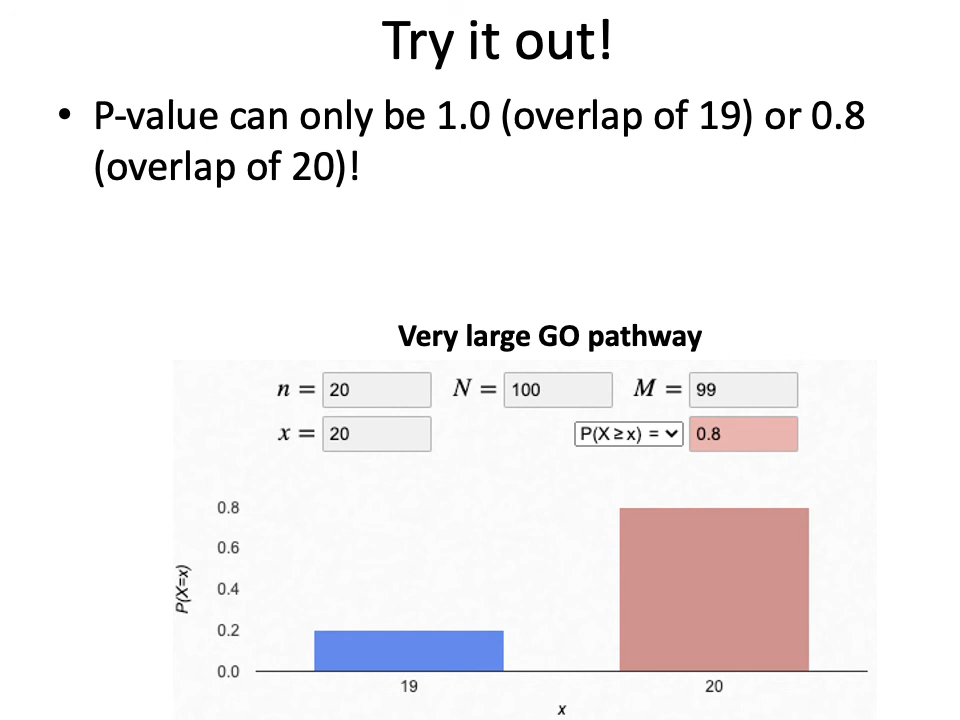 Try it out!
• P-value can only be 1.0 (overlap of 19) or 0.8
(overlap of 20)!
Very large GO pathway
n = 20 N = 100 M = 99
x = 20 P(X ≥ x) = 0.8
0.8
0.6
0.4
0.2
0.0
P(X=x)
19 20
x